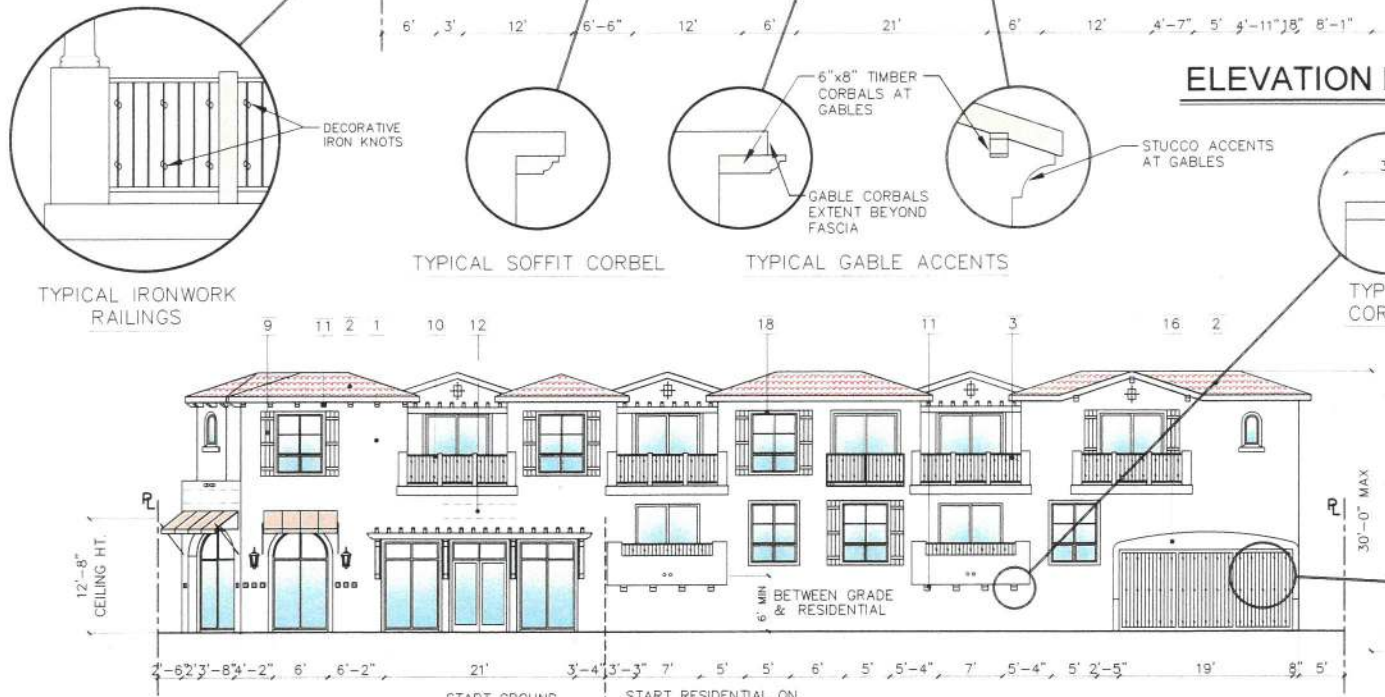 6' 3' 12' 6'-6" 12' 6' 21' 6' 12' 4'-7" 5' 4'-11" 18" 8'-1"
ELEVATION
6"x8" TIMBER
CORBALS AT
GABLES
DECORATIVE
IRON KNOTS
STUCCO ACCENTS
AT GABLES
GABLE CORBALS
EXTENT BEYOND
FASCIA
TYPICAL SOFFIT CORBEL
TYPICAL GABLE ACCENTS
TYPICAL IRONWORK
RAILINGS
TYP
COR
9 11 2 1 10 12 18 11 3 16 2
PL
PL
12'-8"
CEILING HT.
30'-0" MAX
6' MIN
BETWEEN GRADE
& RESIDENTIAL
2'-6" 2' 3'-8" 4'-2" 6' 6'-2" 21' 3'-4" 3'-3" 7' 5' 5' 6' 5' 5'-4" 7' 5'-4" 5' 2'-5" 19' 8" 5'
START GROUND
START RESIDENTIAL ON